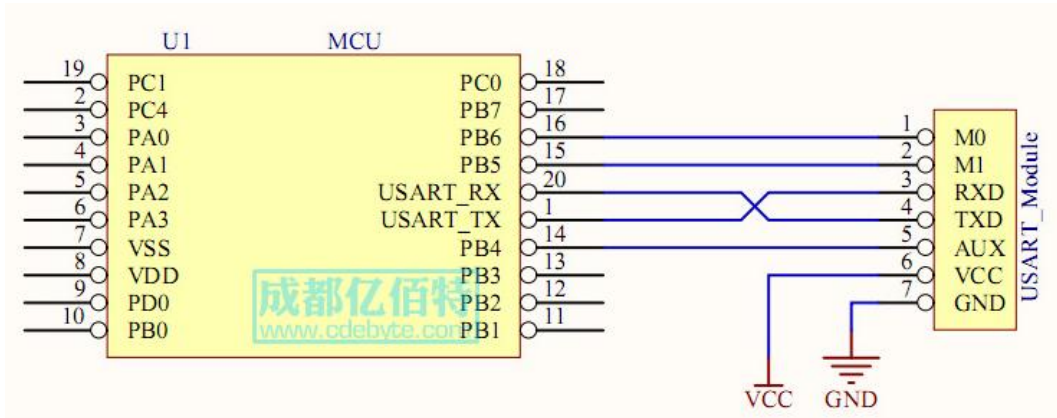 U1 MCU
19 PC1 PC0 18
2 PC4 PB7 17
3 PA0 PB6 16 1 M0
4 PA1 PB5 15 2 M1
5 PA2 USART_RX 20 3 RXD
6 PA3 USART_TX 1 4 TXD
7 VSS PB4 14 5 AUX
8 VDD PB3 13 6 VCC
9 PD0 PB2 12 7 GND
10 PB0 PB1 11
USART_Module
成都亿佰特
www.cdebyte.com
VCC GND